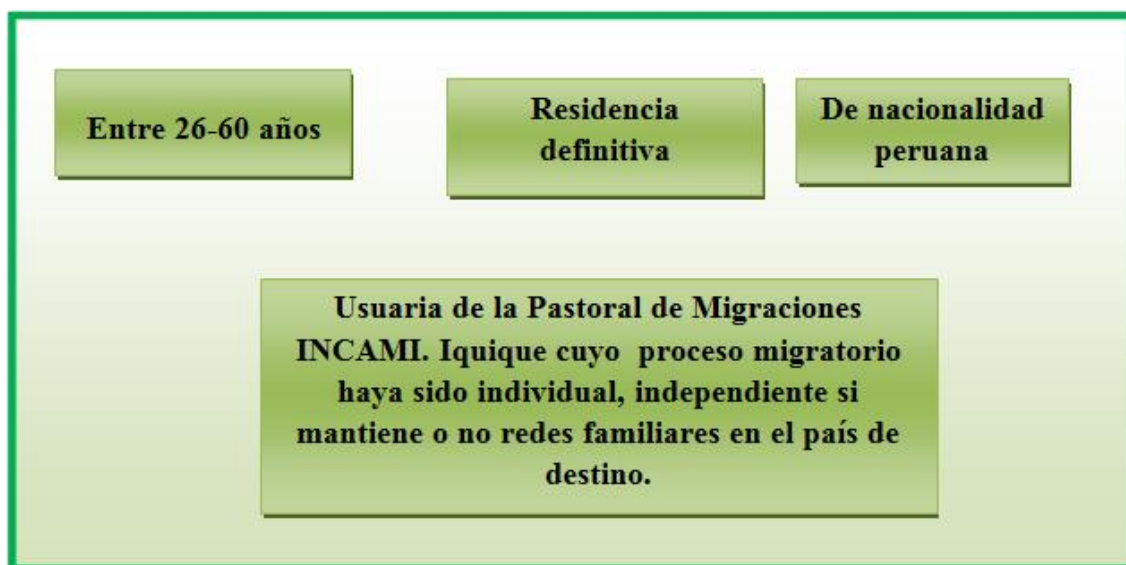 Entre 26-60 años
Residencia
definitiva
De nacionalidad
peruana
Usuaria de la Pastoral de Migraciones
INCAMI. Iquique cuyo proceso migratorio
haya sido individual, independiente si
mantiene o no redes familiares en el país de
destino.